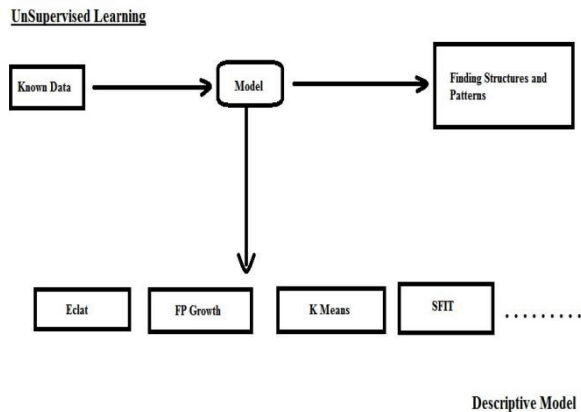 UnSupervised Learning
Known Data
Model
Finding Structures and
Patterns
Eclat
FP Growth
K Means
SFIT
.........
Descriptive Model